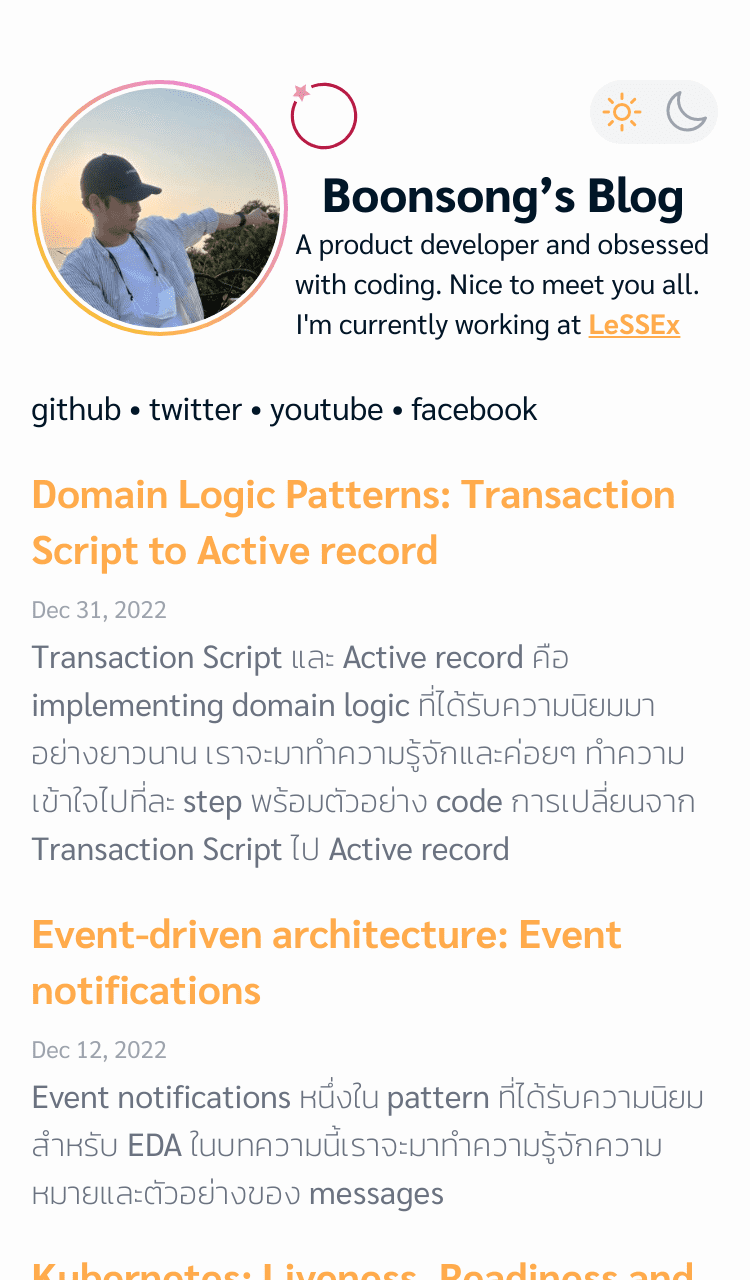 Boonsong’s Blog
A product developer and obsessed
with coding. Nice to meet you all.
I'm currently working at LeSSEx
github • twitter • youtube • facebook
Domain Logic Patterns: Transaction
Script to Active record
Dec 31, 2022
Transaction Script และ Active record คือ
implementing domain logic ที่ได้รับความนิยมมา
อย่างยาวนาน เราจะมาทำความรู้จักและค่อยๆ ทำความ
เข้าใจไปที่ละ step พร้อมตัวอย่าง code การเปลี่ยนจาก
Transaction Script ไป Active record
Event-driven architecture: Event
notifications
Dec 12, 2022
Event notifications หนึ่งใน pattern ที่ได้รับความนิยม
สำหรับ EDA ในบทความนี้เราจะมาทำความรู้จักความ
หมายและตัวอย่างของ messages
Kubernetes: Liveness, Readiness and